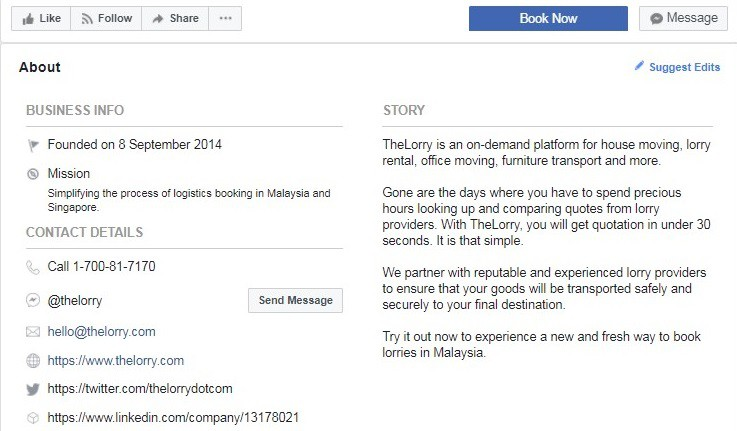 Like
Follow
Share
Book Now
Message
About
Suggest Edits
BUSINESS INFO
Founded on 8 September 2014
Mission
Simplifying the process of logistics booking in Malaysia and
Singapore.
CONTACT DETAILS
Call 1-700-81-7170
@thelorry
Send Message
hello@thelorry.com
https://www.thelorry.com
https://twitter.com/thelorrydotcom
https://www.linkedin.com/company/13178021
STORY
TheLorry is an on-demand platform for house moving, lorry
rental, office moving, furniture transport and more.
Gone are the days where you have to spend precious
hours looking up and comparing quotes from lorry
providers. With TheLorry, you will get quotation in under 30
seconds. It is that simple.
We partner with reputable and experienced lorry providers
to ensure that your goods will be transported safely and
securely to your final destination.
Try it out now to experience a new and fresh way to book
lorries in Malaysia.